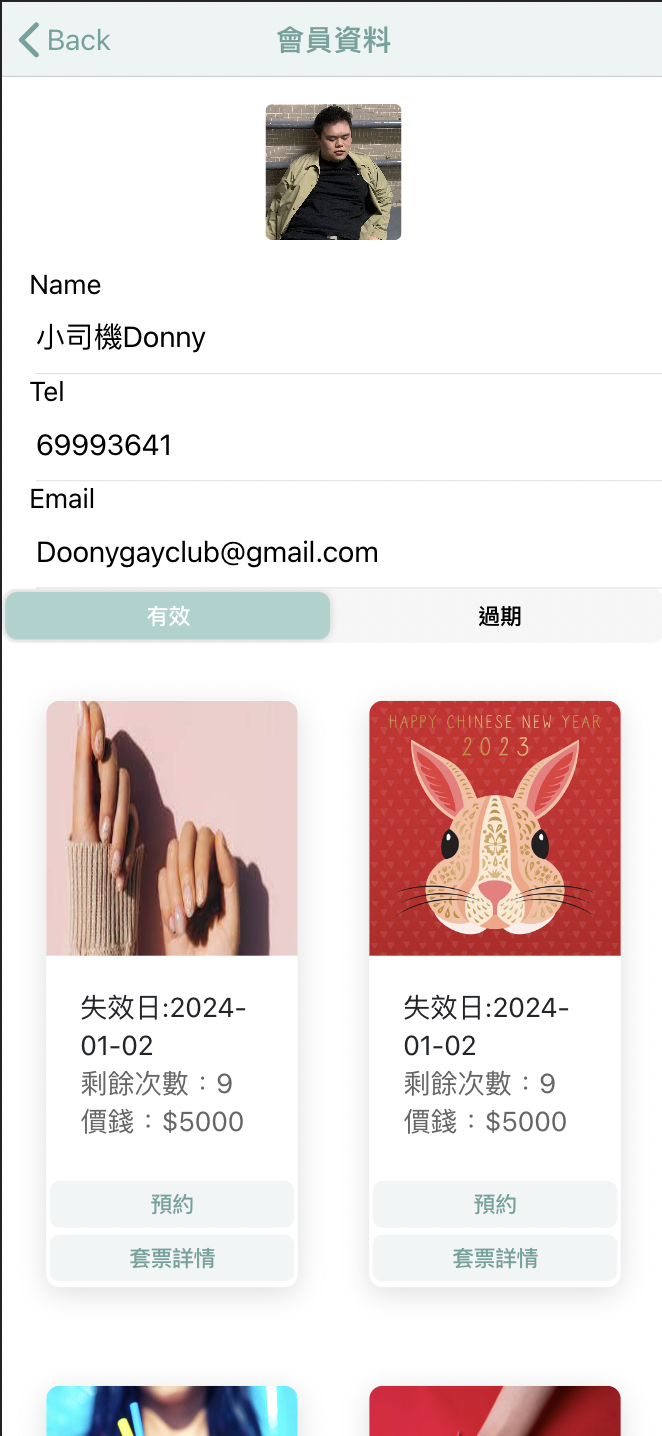 Back
會員資料
Name
小司機Donny
Tel
69993641
Email
Doonygayclub@gmail.com
有效
過期
失效日:2024-
01-02
剩餘次數：9
價錢：$5000
預約
套票詳情
HAPPY CHINESE NEW YEAR
2023
失效日:2024-
01-02
剩餘次數：9
價錢：$5000
預約
套票詳情